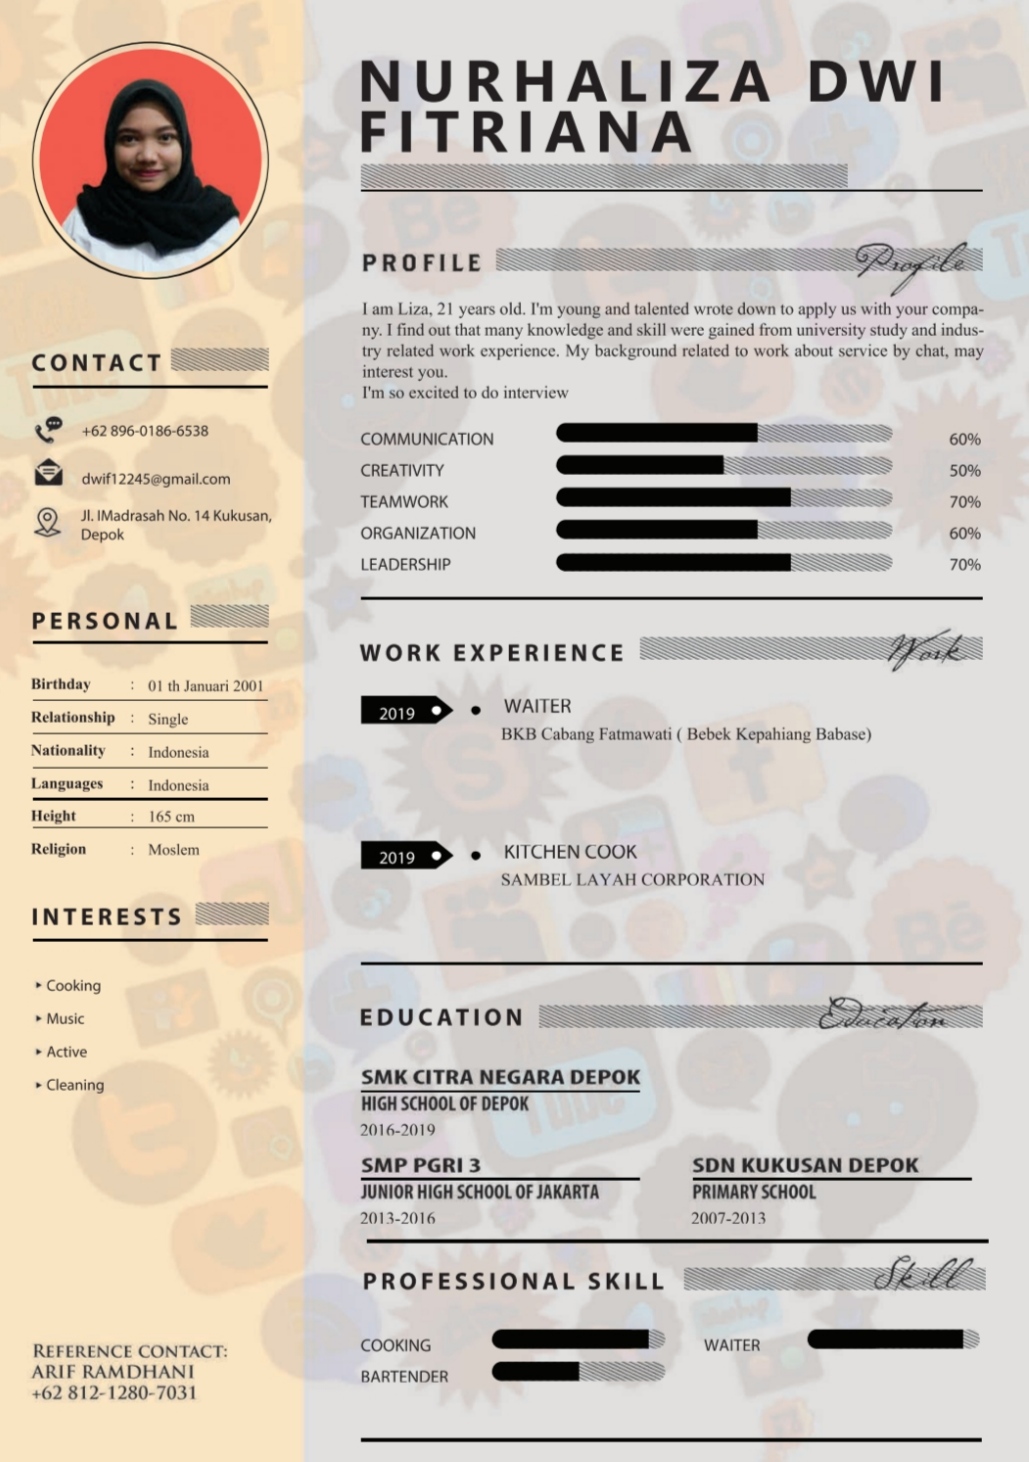 NURHALIZA DWI
FITRIANA
CONTACT
+62 896-0186-6538
dwif12245@gmail.com
Jl. IMadrasah No. 14 Kukusan,
Depok
PERSONAL
Birthday : 01 th Januari 2001
Relationship : Single
Nationality : Indonesia
Languages : Indonesia
Height : 165 cm
Religion : Moslem
INTERESTS
Cooking
Music
Active
Cleaning
REFERENCE CONTACT:
ARIF RAMDHANI
+62 812-1280-7031
PROFILE Profile
I am Liza, 21 years old. I'm young and talented wrote down to apply us with your compa-
ny. I find out that many knowledge and skill were gained from university study and indus-
try related work experience. My background related to work about service by chat, may
interest you.
I'm so excited to do interview
COMMUNICATION 60%
CREATIVITY 50%
TEAMWORK 70%
ORGANIZATION 60%
LEADERSHIP 70%
WORK EXPERIENCE Work
2019 • WAITER
BKB Cabang Fatmawati ( Bebek Kepahiang Babase)
2019 • KITCHEN COOK
SAMBEL LAYAH CORPORATION
EDUCATION Education
SMK CITRA NEGARA DEPOK
HIGH SCHOOL OF DEPOK
2016-2019
SMP PGRI 3
JUNIOR HIGH SCHOOL OF JAKARTA
2013-2016
SDN KUKUSAN DEPOK
PRIMARY SCHOOL
2007-2013
PROFESSIONAL SKILL Skill
COOKING
WAITER
BARTENDER